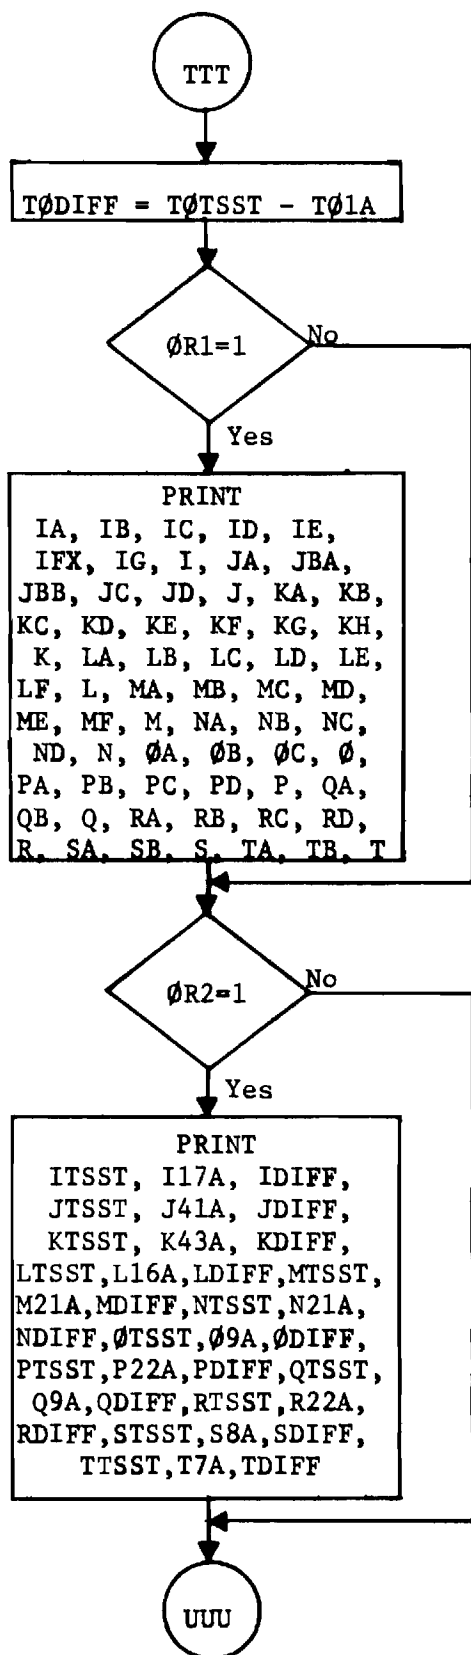 TTT
TØDIFF = TØTSST - TØ1A
ØR1=1
No
Yes
PRINT
IA, IB, IC, ID, IE,
IFX, IG, I, JA, JBA,
JBB, JC, JD, J, KA, KB,
KC, KD, KE, KF, KG, KH,
K, LA, LB, LC, LD, LE,
LF, L, MA, MB, MC, MD,
ME, MF, M, NA, NB, NC,
ND, N, ØA, ØB, ØC, Ø,
PA, PB, PC, PD, P, QA,
QB, Q, RA, RB, RC, RD,
R, SA, SB, S, TA, TB, T
ØR2=1
No
Yes
PRINT
ITSST, I17A, IDIFF,
JTSST, J41A, JDIFF,
KTSST, K43A, KDIFF,
LTSST,L16A,LDIFF,MTSST,
M21A,MDIFF,NTSST,N21A,
NDIFF,ØTSST,Ø9A,ØDIFF,
PTSST,P22A,PDIFF,QTSST,
Q9A,QDIFF,RTSST,R22A,
RDIFF,STSST,S8A,SDIFF,
TTSST,T7A,TDIFF
UUU